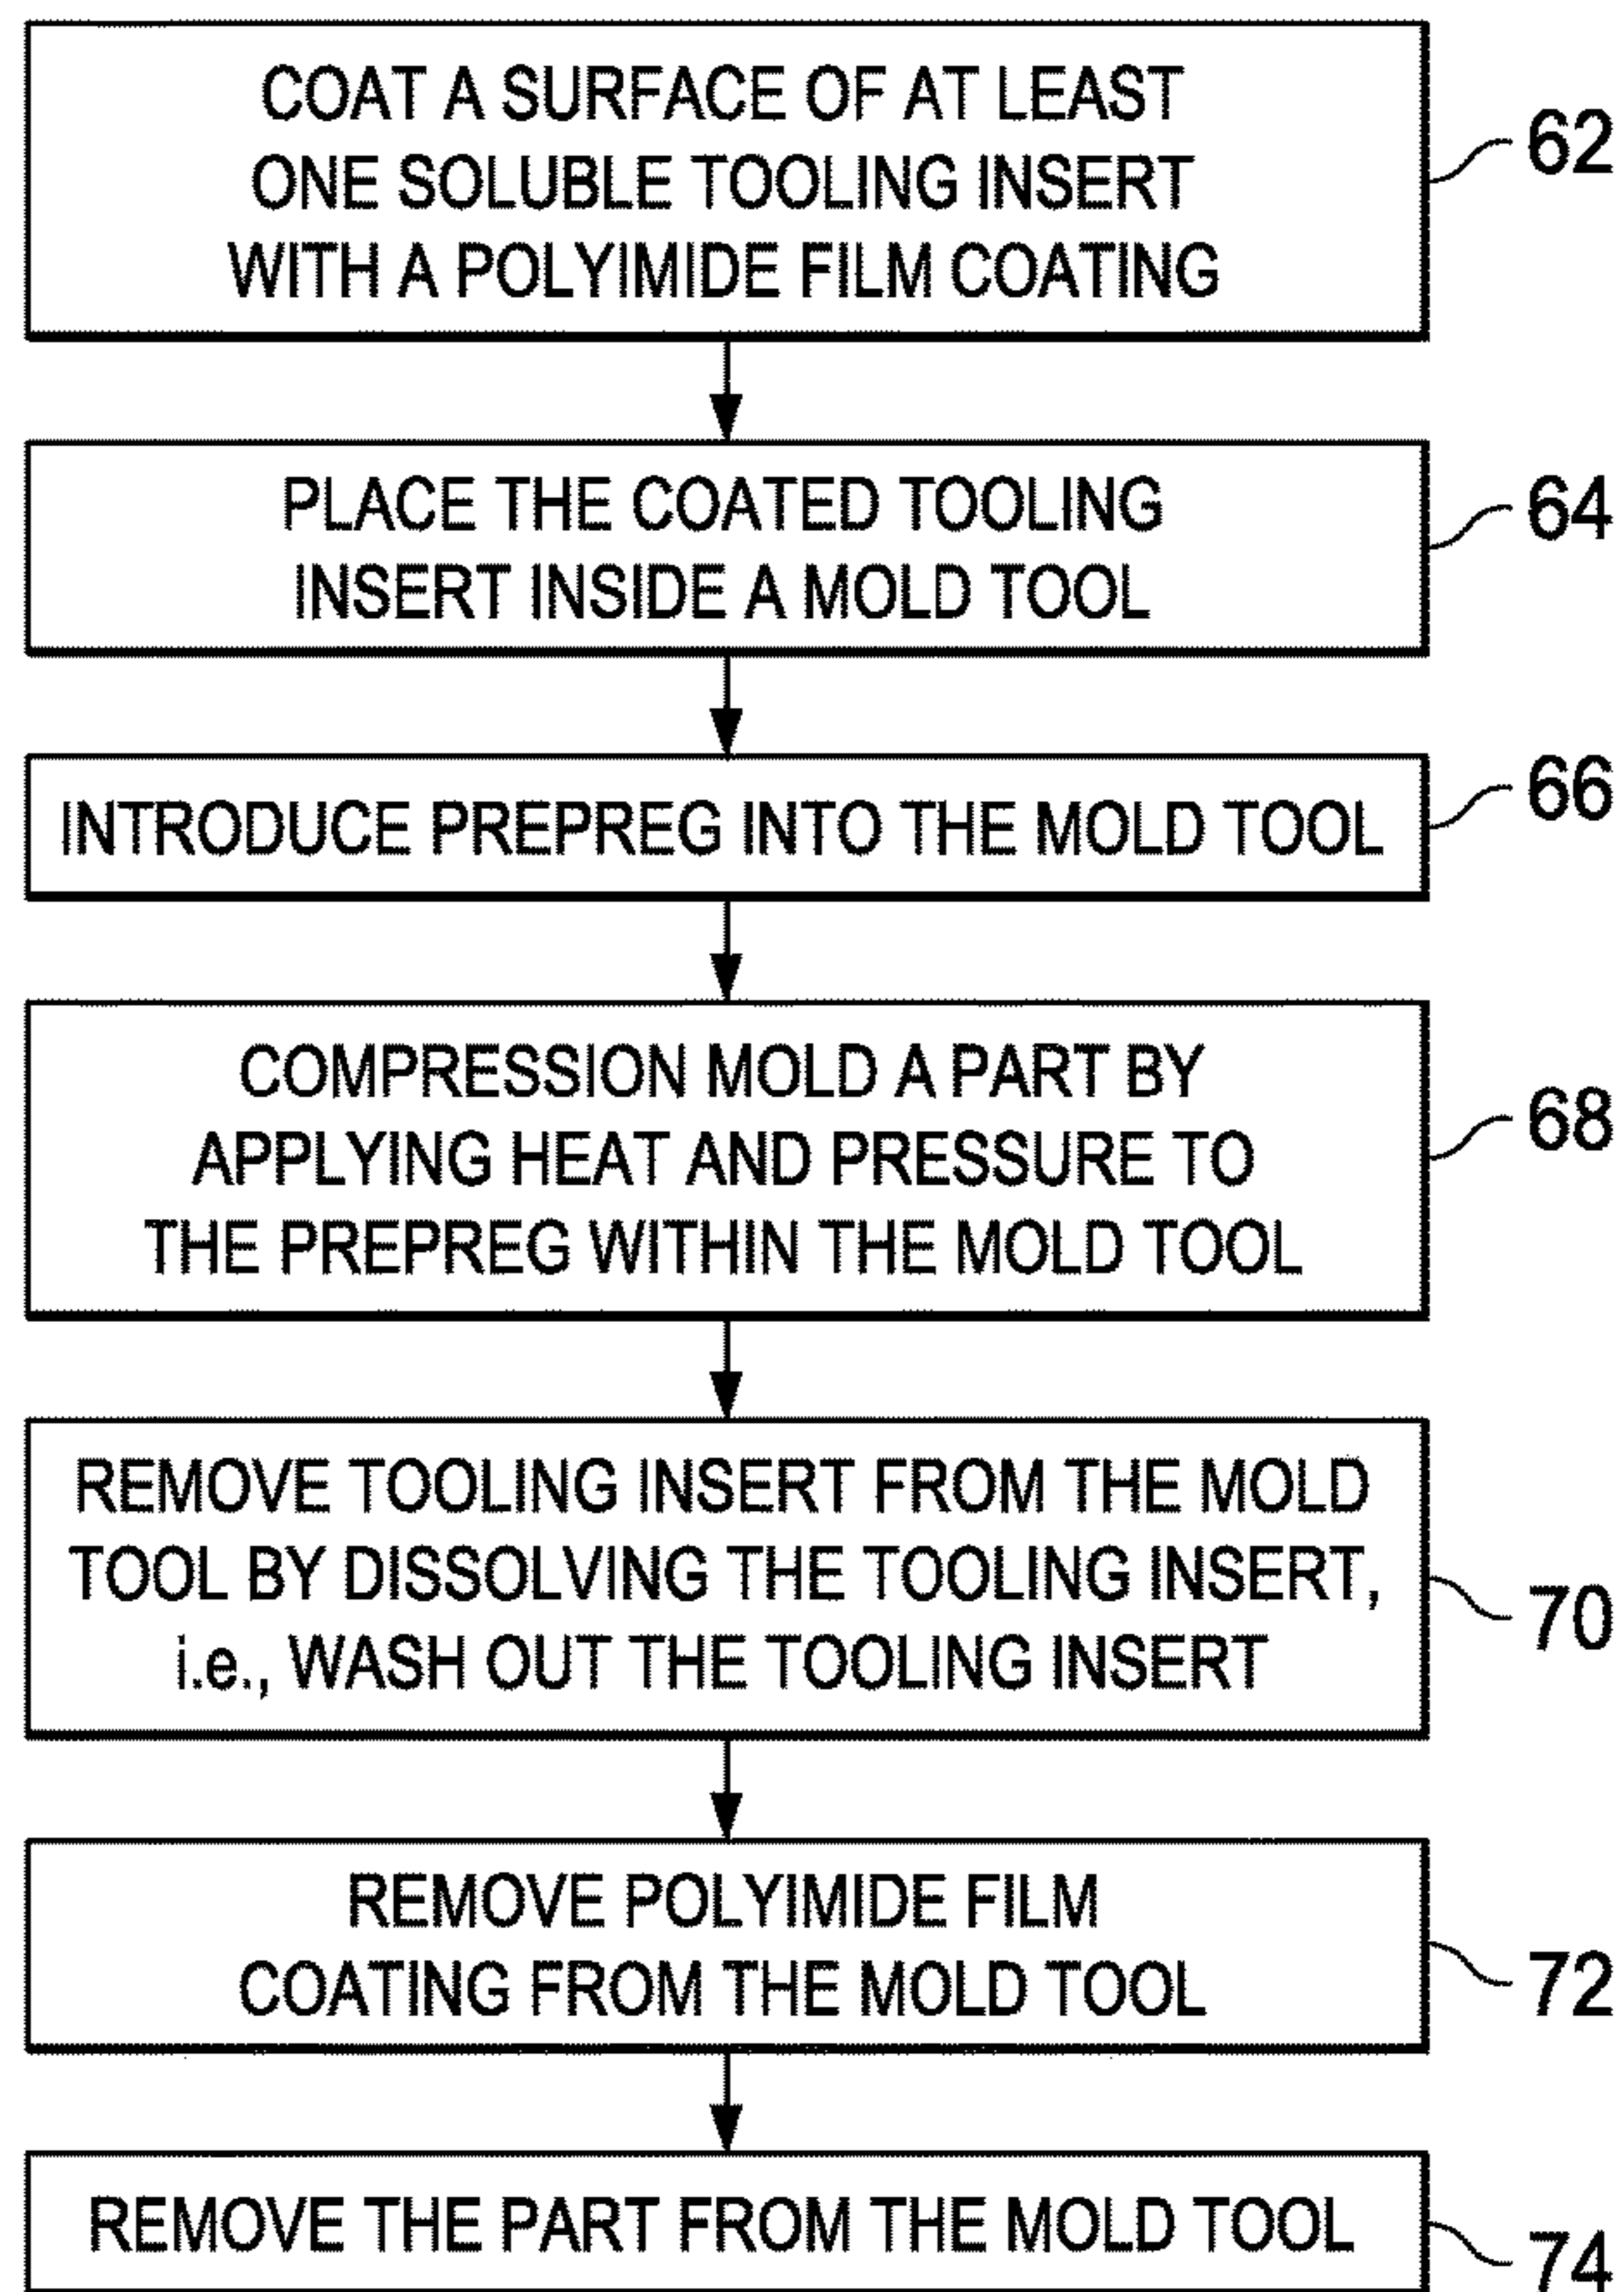 COAT A SURFACE OF AT LEAST
ONE SOLUBLE TOOLING INSERT
WITH A POLYIMIDE FILM COATING
62
PLACE THE COATED TOOLING
INSERT INSIDE A MOLD TOOL
64
INTRODUCE PREPREG INTO THE MOLD TOOL
66
COMPRESSION MOLD A PART BY
APPLYING HEAT AND PRESSURE TO
THE PREPREG WITHIN THE MOLD TOOL
68
REMOVE TOOLING INSERT FROM THE MOLD
TOOL BY DISSOLVING THE TOOLING INSERT,
i.e., WASH OUT THE TOOLING INSERT
70
REMOVE POLYIMIDE FILM
COATING FROM THE MOLD TOOL
72
REMOVE THE PART FROM THE MOLD TOOL
74